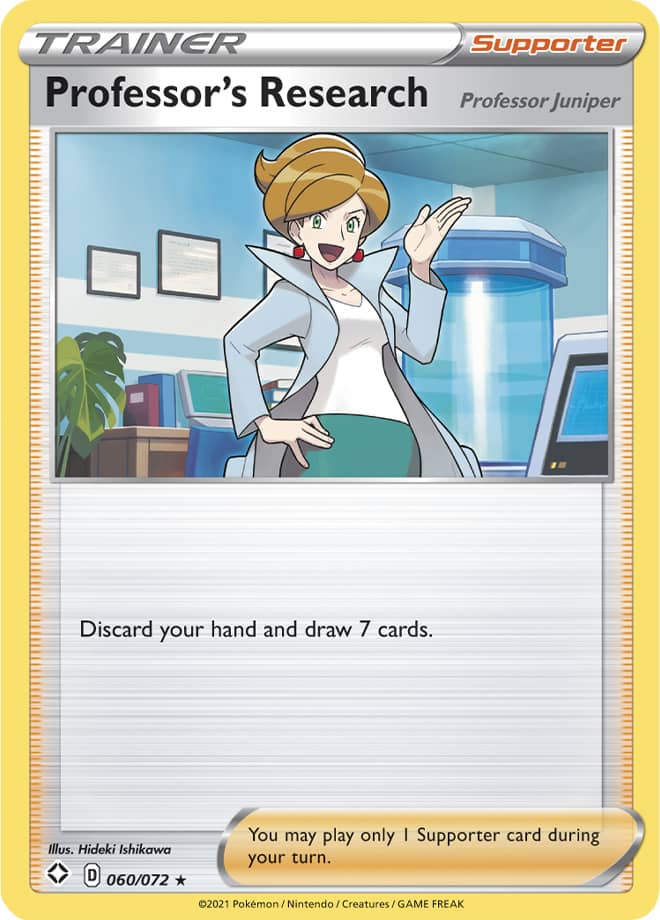 TRAINER Supporter
Professor's Research Professor Juniper
Discard your hand and draw 7 cards.
You may play only 1 Supporter card during
your turn.
Illus. Hideki Ishikawa
D 060/072 ★
©2021 Pokémon / Nintendo / Creatures / GAME FREAK